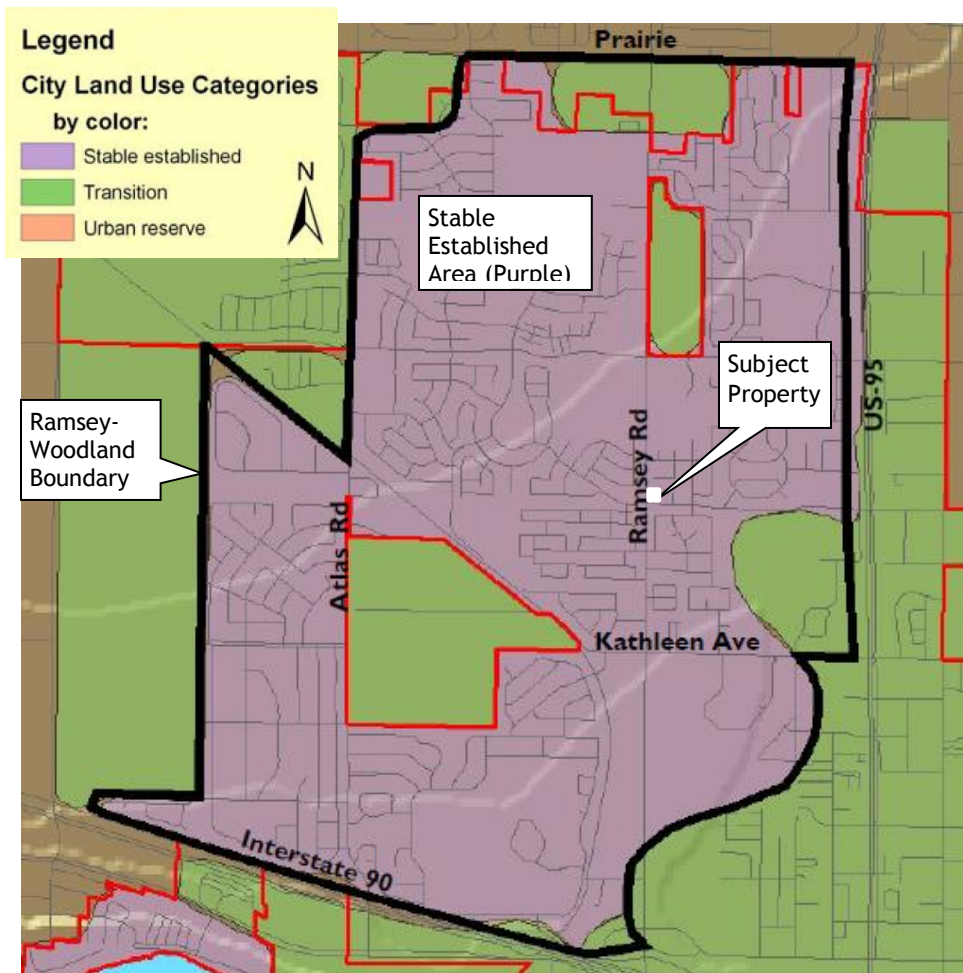 Legend
City Land Use Categories
by color:
Stable established
Transition
Urban reserve
N
Prairie
Stable
Established
Area (Purple)
Subject
Property
US-95
Ramsey-
Woodland
Boundary
Ramsey Rd
Atlas Rd
Kathleen Ave
Interstate 90